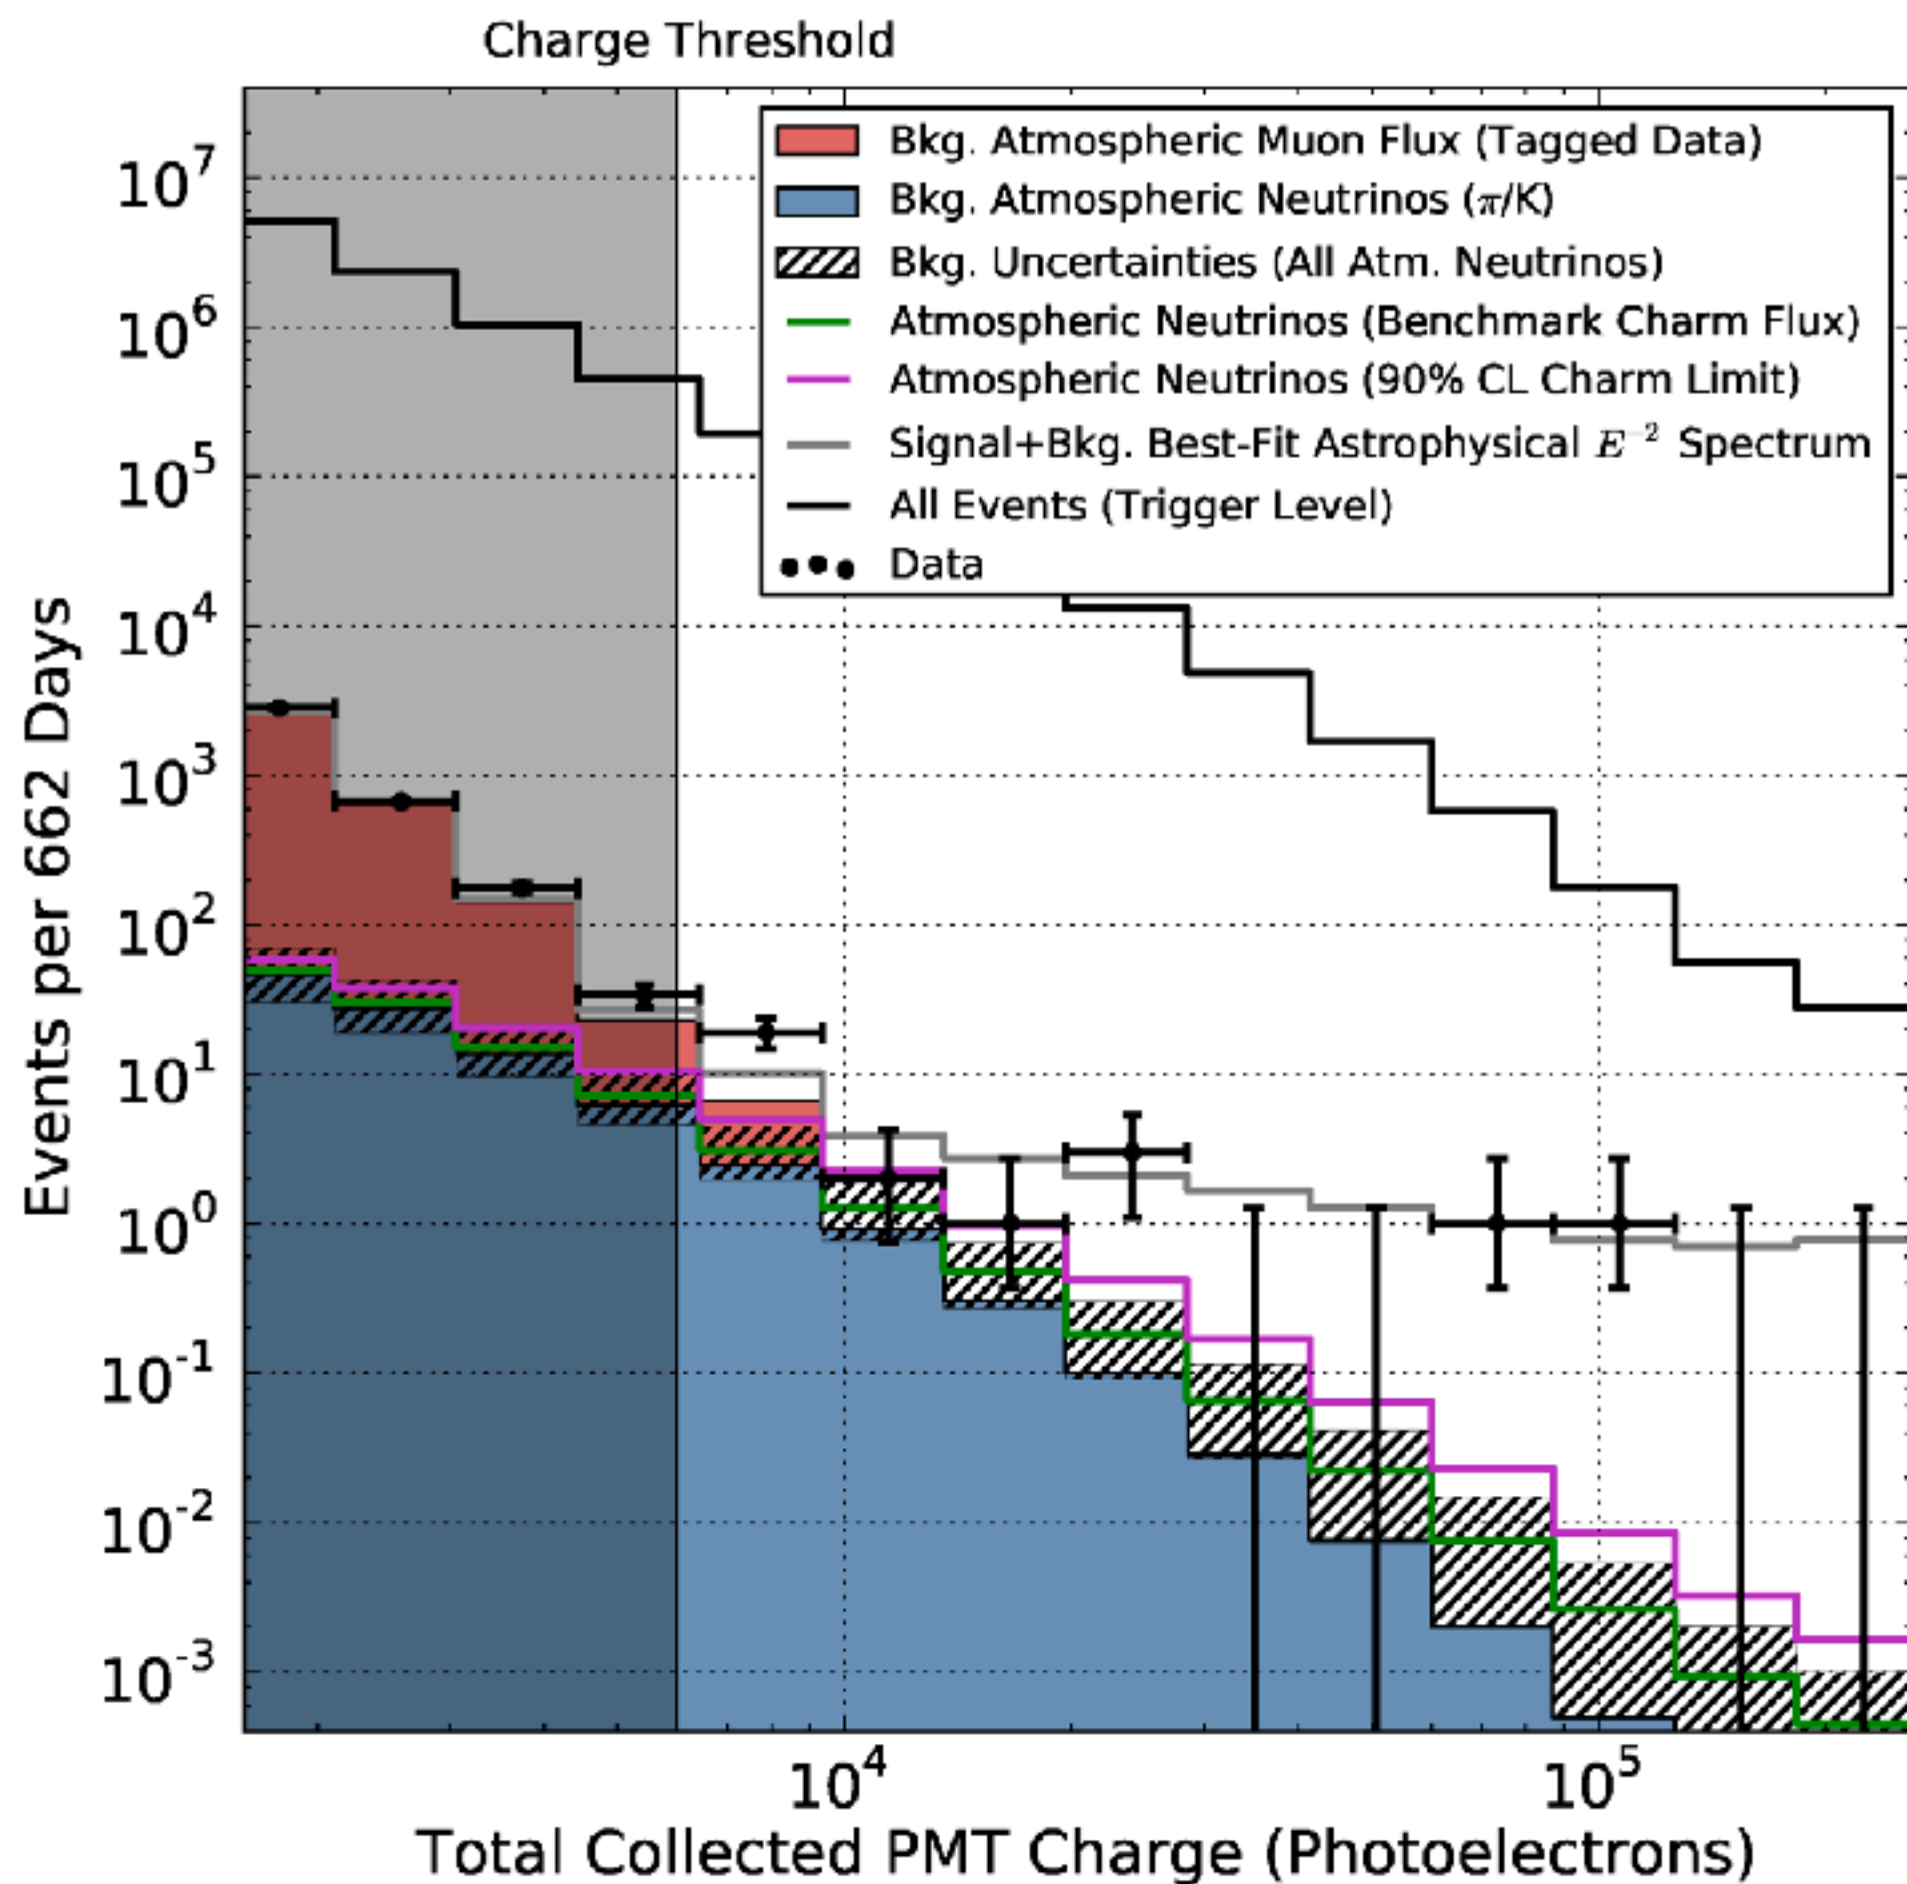 Charge Threshold
Bkg. Atmospheric Muon Flux (Tagged Data)
Bkg. Atmospheric Neutrinos (π/K)
Bkg. Uncertainties (All Atm. Neutrinos)
Atmospheric Neutrinos (Benchmark Charm Flux)
Atmospheric Neutrinos (90% CL Charm Limit)
Signal+Bkg. Best-Fit Astrophysical E⁻² Spectrum
All Events (Trigger Level)
Data
Events per 662 Days
10⁷
10⁶
10⁵
10⁴
10³
10²
10¹
10⁰
10⁻¹
10⁻²
10⁻³
10⁴ 10⁵
Total Collected PMT Charge (Photoelectrons)